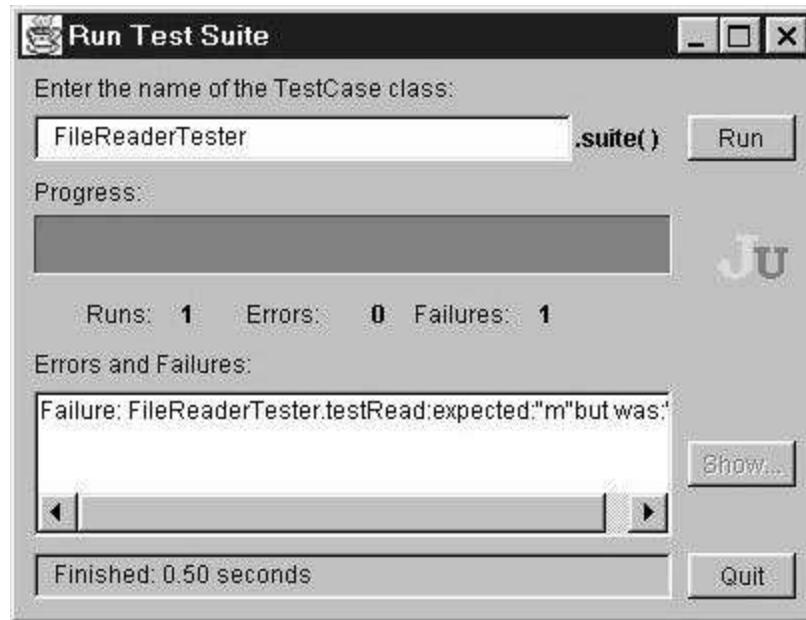 Run Test Suite
Enter the name of the TestCase class:
FileReaderTester .suite( ) Run
Progress:
JU
Runs: 1 Errors: 0 Failures: 1
Errors and Failures:
Failure: FileReaderTester.testRead:expected:"m"but was:"
Show...
Finished: 0.50 seconds Quit